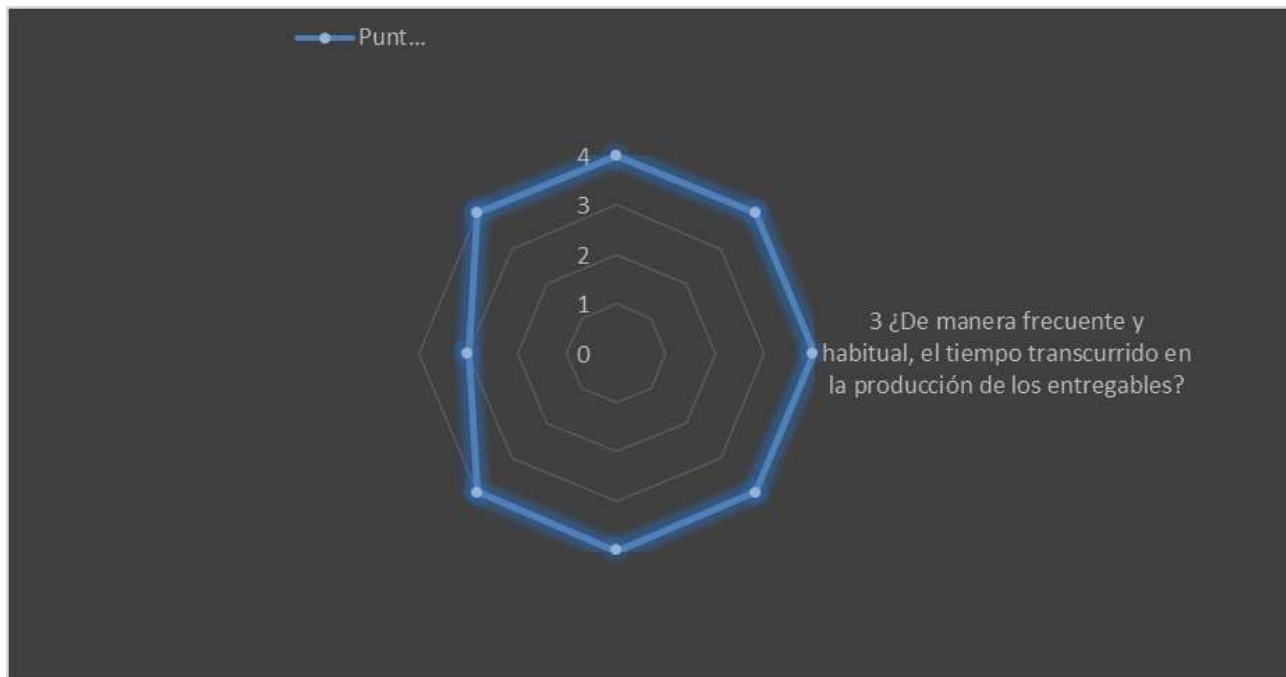 Punt...
4
3
2
1
0
3 ¿De manera frecuente y
habitual, el tiempo transcurrido en
la producción de los entregables?